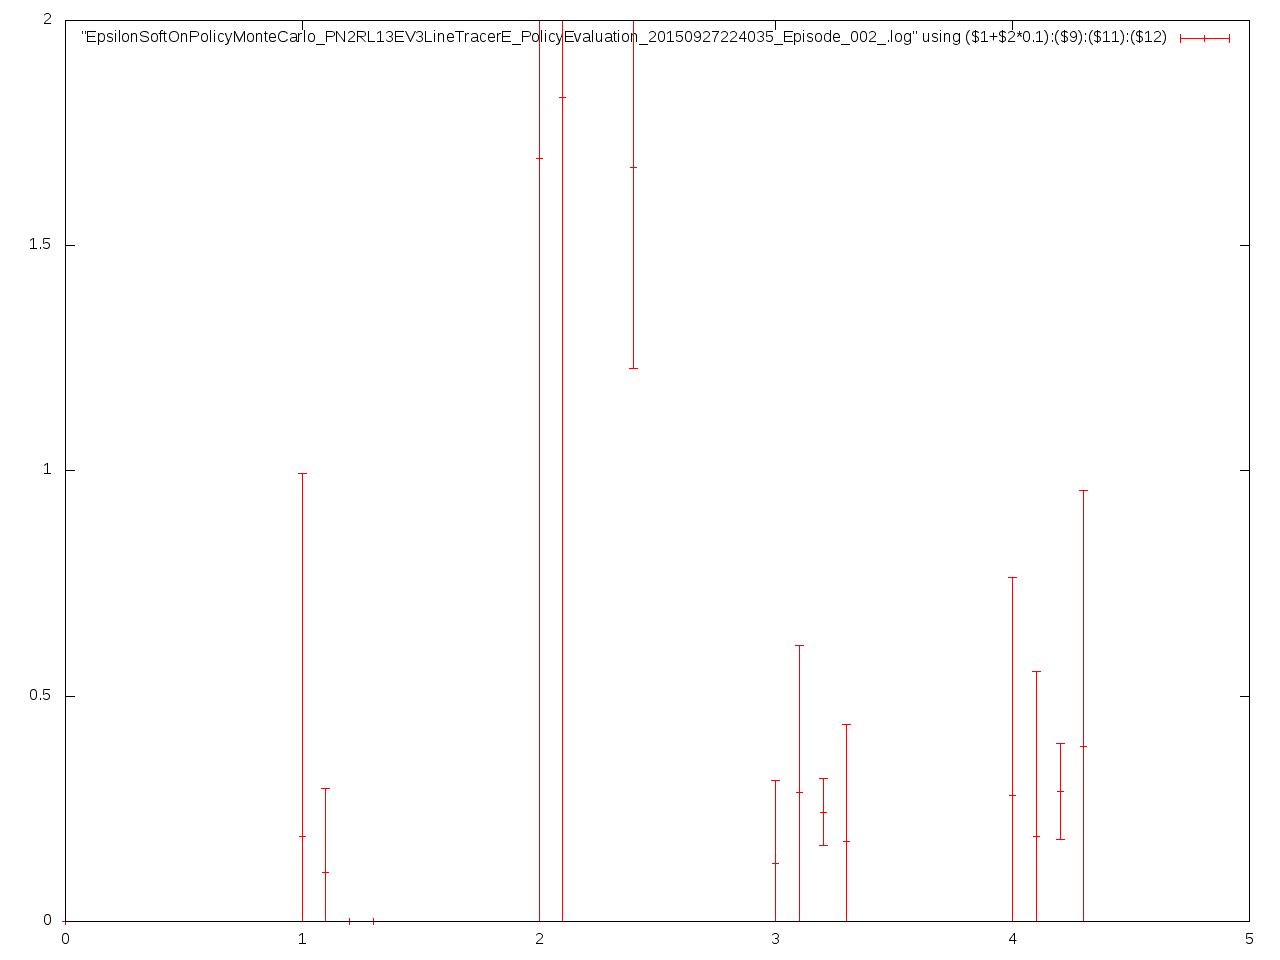 2
"EpsilonSoftOnPolicyMonteCarlo_PN2RL13EV3LineTracerE_PolicyEvaluation_20150927224035_Episode_002_.log" using ($1+$2*0.1):($9):($11):($12)
1.5
1
0.5
0
0 1 2 3 4 5